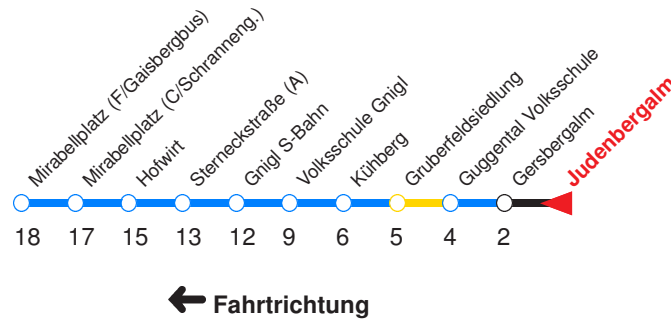 Mirabellplatz (F/Gaisbergbus)
Mirabellplatz (C/Schranneng.)
Hofwirt
Sterneckstraße (A)
Gnigl S-Bahn
Volksschule Gnigl
Kühberg
Gruberfeldsiedlung
Guggental Volksschule
Gersbergalm
Judenbergalm
18 17 15 13 12 9 6 5 4 2
Fahrtrichtung